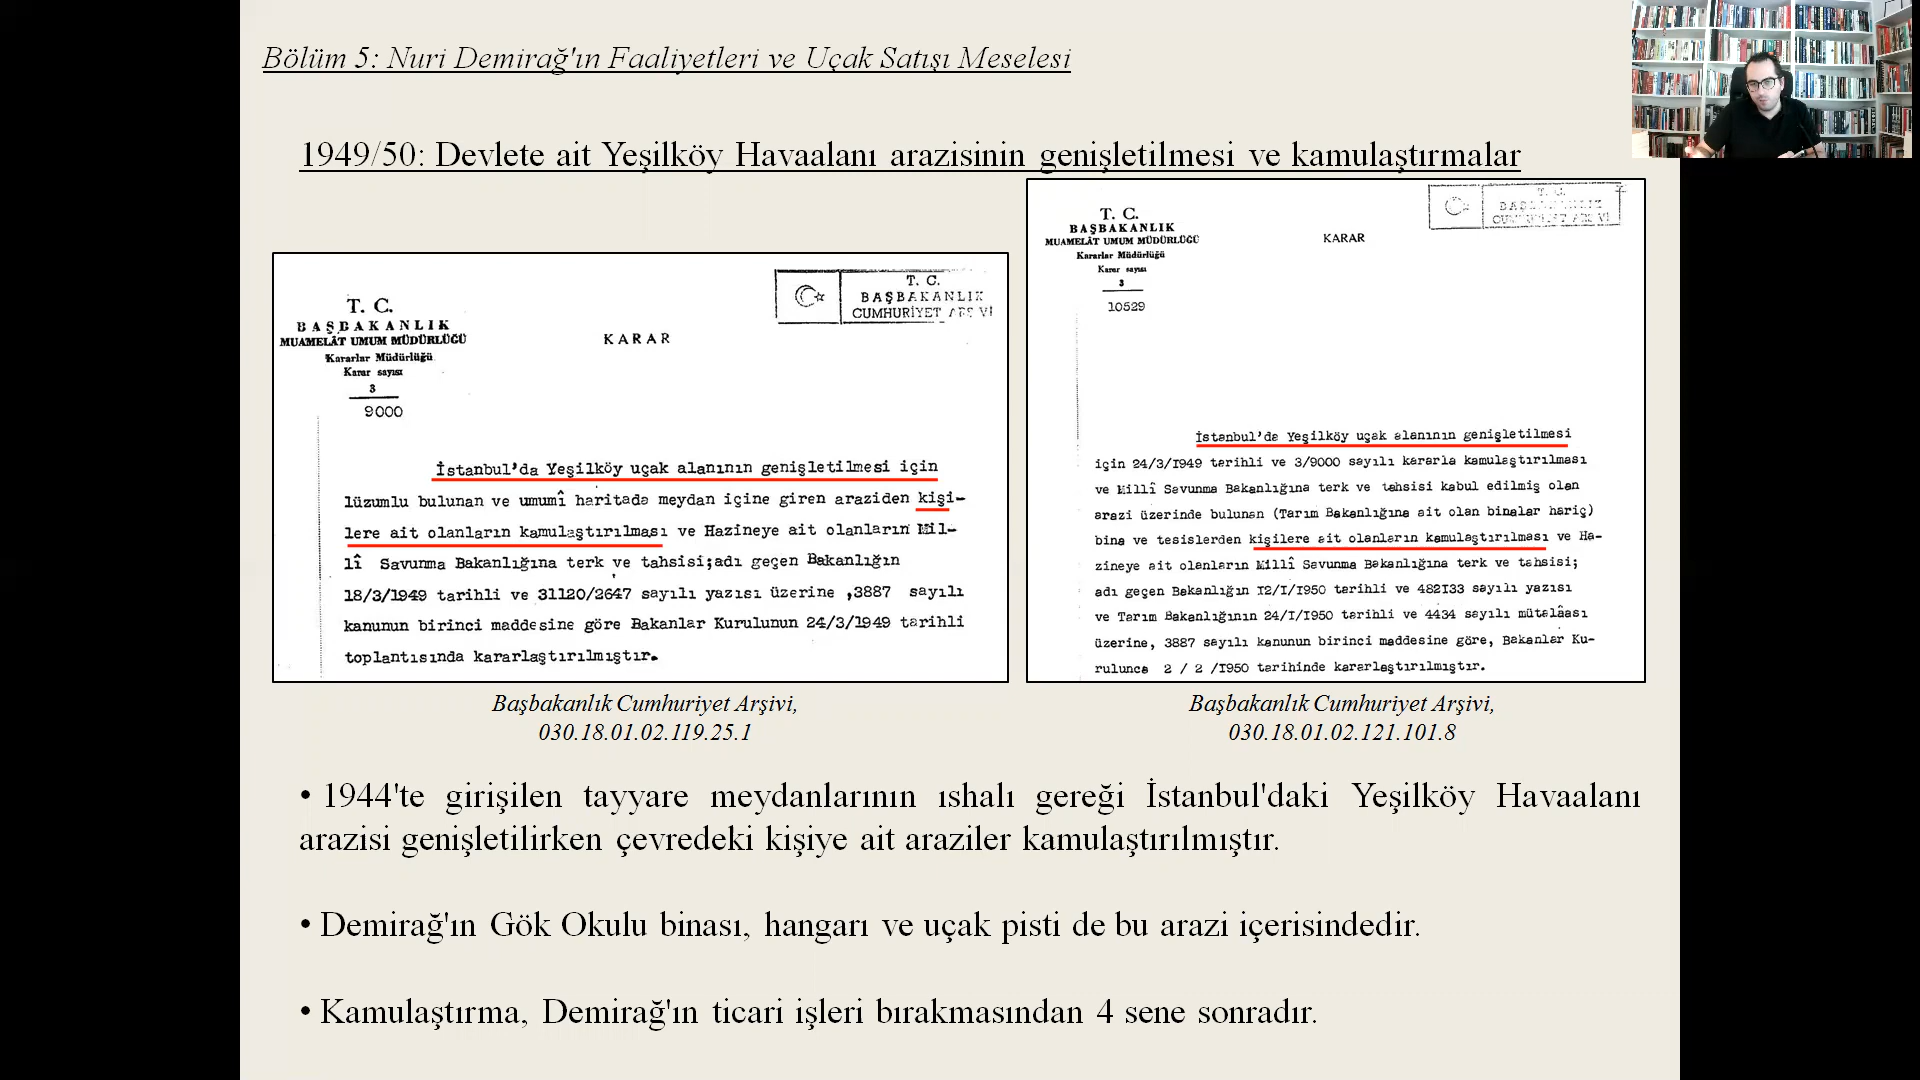 Bölüm 5: Nuri Demirağ'ın Faaliyetleri ve Uçak Satışı Meselesi
1949/50: Devlete ait Yeşilköy Havaalanı arazisinin genişletilmesi ve kamulaştırmalar
T. C.
BAŞBAKANLIK
CUMHURİYET ARŞİVİ
T. C.
BAŞBAKANLIK
MUAMELÂT UMUM MÜDÜRLÜĞÜ
Kararlar Müdürlüğü
Karar sayısı
3
9000
KARAR
İstanbul'da Yeşilköy uçak alanının genişletilmesi için
lüzumlu bulunan ve umumî haritada meydan içine giren araziden kişi-
lere ait olanların kamulaştırılması ve Hazineye ait olanların Mil-
lî Savunma Bakanlığına terk ve tahsisi;adı geçen Bakanlığın
18/3/1949 tarihli ve 31120/2647 sayılı yazısı üzerine ,3887 sayılı
kanunun birinci maddesine göre Bakanlar Kurulunun 24/3/1949 tarihli
toplantısında kararlaştırılmıştır.
Başbakanlık Cumhuriyet Arşivi,
030.18.01.02.119.25.1
T. C.
BAŞBAKANLIK
CUMHURİYET ARŞİVİ
T. C.
BAŞBAKANLIK
MUAMELÂT UMUM MÜDÜRLÜĞÜ
Kararlar Müdürlüğü
Karar sayısı
3
10529
KARAR
İstanbul'da Yeşilköy uçak alanının genişletilmesi
için 24/3/1949 tarihli ve 3/9000 sayılı kararla kamulaştırılması
ve Millî Savunma Bakanlığına terk ve tahsisi kabul edilmiş olan
arazi üzerinde bulunan (Tarım Bakanlığına ait olan binalar hariç)
bina ve tesislerden kişilere ait olanların kamulaştırılması ve Ha-
zineye ait olanların Millî Savunma Bakanlığına terk ve tahsisi;
adı geçen Bakanlığın I2/I/I950 tarihli ve 482I33 sayılı yazısı
ve Tarım Bakanlığının 24/I/I950 tarihli ve 4434 sayılı mütalâası
üzerine, 3887 sayılı kanunun birinci maddesine göre, Bakanlar Ku-
rulunca 2 / 2 /I950 tarihinde kararlaştırılmıştır.
Başbakanlık Cumhuriyet Arşivi,
030.18.01.02.121.101.8
• 1944'te girişilen tayyare meydanlarının ıshalı gereği İstanbul'daki Yeşilköy Havaalanı
arazisi genişletilirken çevredeki kişiye ait araziler kamulaştırılmıştır.
• Demirağ'ın Gök Okulu binası, hangarı ve uçak pisti de bu arazi içerisindedir.
• Kamulaştırma, Demirağ'ın ticari işleri bırakmasından 4 sene sonradır.